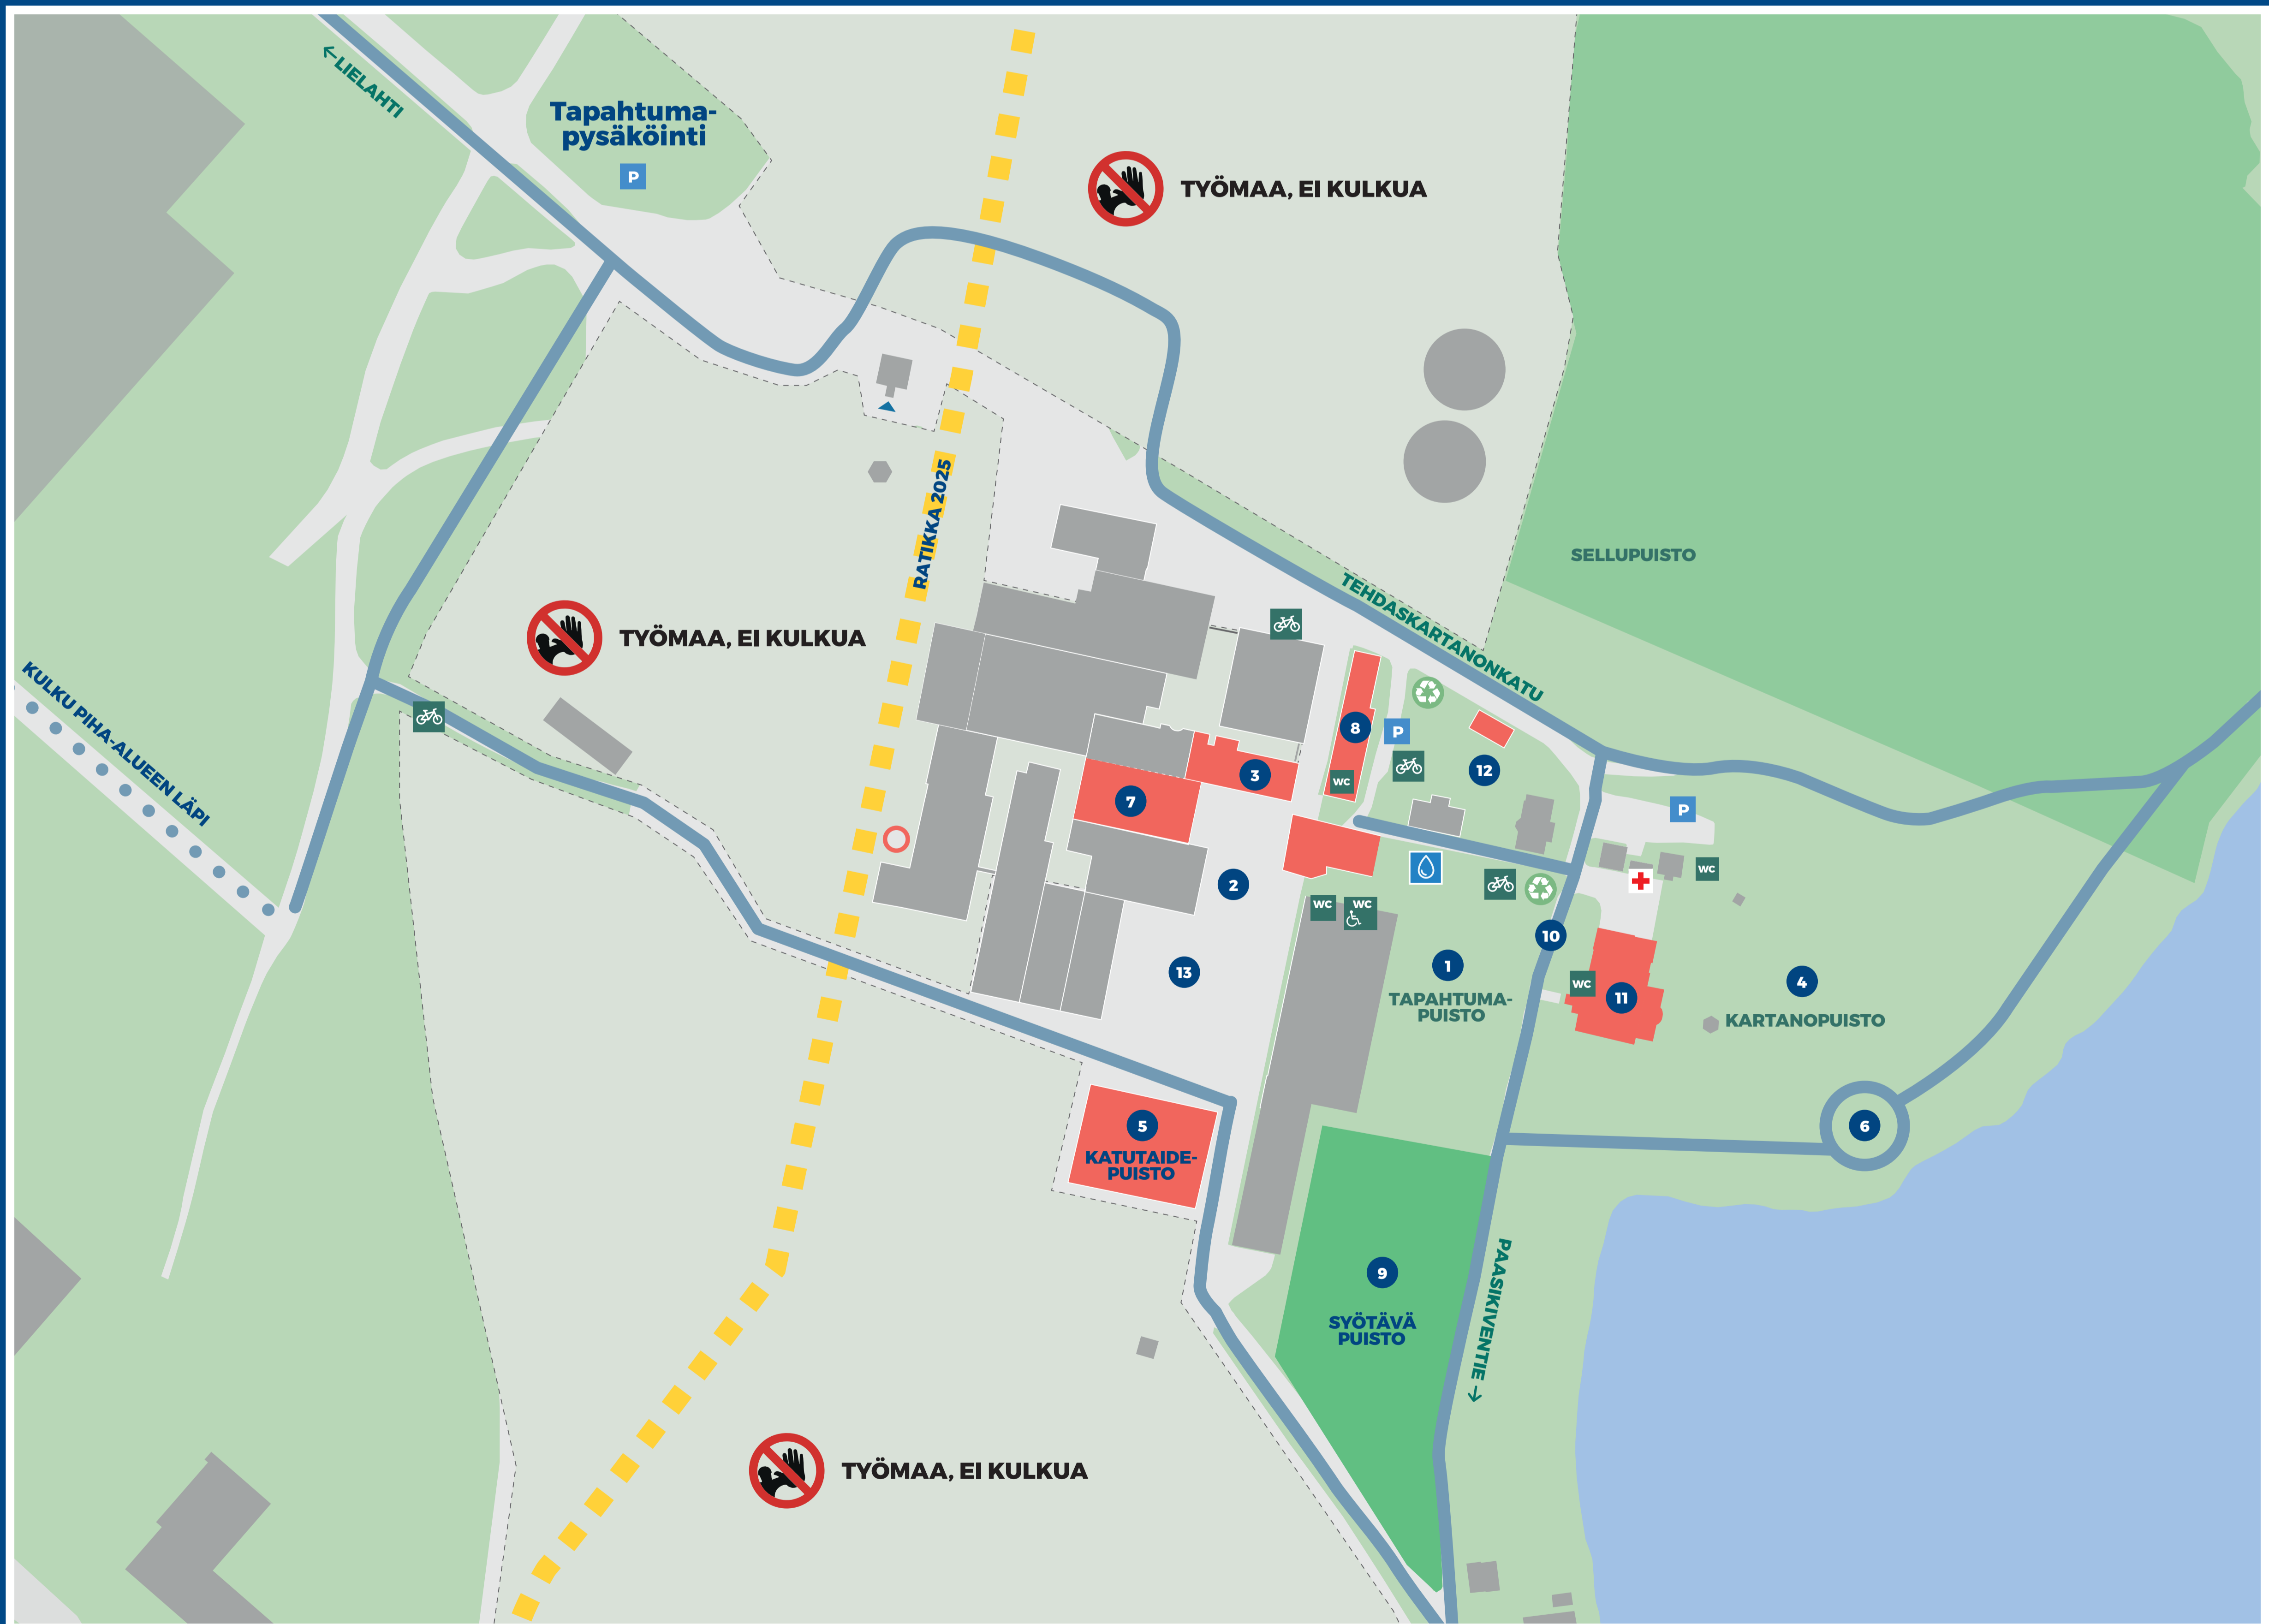 ← LIELAHTI
Tapahtuma-
pysäköinti
P
TYÖMAA, EI KULKUA
RATIKKA 2025
SELLUPUISTO
TEHDASKARTANONKATU
TYÖMAA, EI KULKUA
KULKU PIHA-ALUEEN LÄPI
8
P
3
12
WC
7
P
WC
2
WC
WC
10
1
13
TAPAHTUMA-
PUISTO
WC
11
4
KARTANOPUISTO
5
KATUTAIDE-
PUISTO
6
9
SYÖTÄVÄ
PUISTO
PAASIKIVENTIE →
TYÖMAA, EI KULKUA